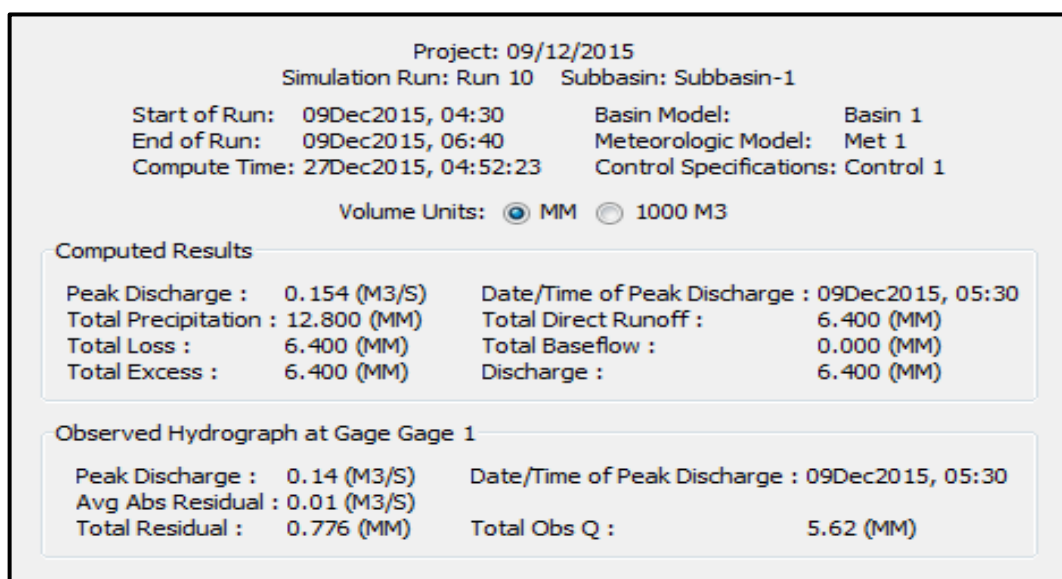 Project: 09/12/2015
Simulation Run: Run 10 Subbasin: Subbasin-1
Start of Run: 09Dec2015, 04:30 Basin Model: Basin 1
End of Run: 09Dec2015, 06:40 Meteorologic Model: Met 1
Compute Time: 27Dec2015, 04:52:23 Control Specifications: Control 1
Volume Units: MM 1000 M3
Computed Results
Peak Discharge : 0.154 (M3/S) Date/Time of Peak Discharge : 09Dec2015, 05:30
Total Precipitation : 12.800 (MM) Total Direct Runoff : 6.400 (MM)
Total Loss : 6.400 (MM) Total Baseflow : 0.000 (MM)
Total Excess : 6.400 (MM) Discharge : 6.400 (MM)
Observed Hydrograph at Gage Gage 1
Peak Discharge : 0.14 (M3/S) Date/Time of Peak Discharge : 09Dec2015, 05:30
Avg Abs Residual : 0.01 (M3/S)
Total Residual : 0.776 (MM) Total Obs Q : 5.62 (MM)